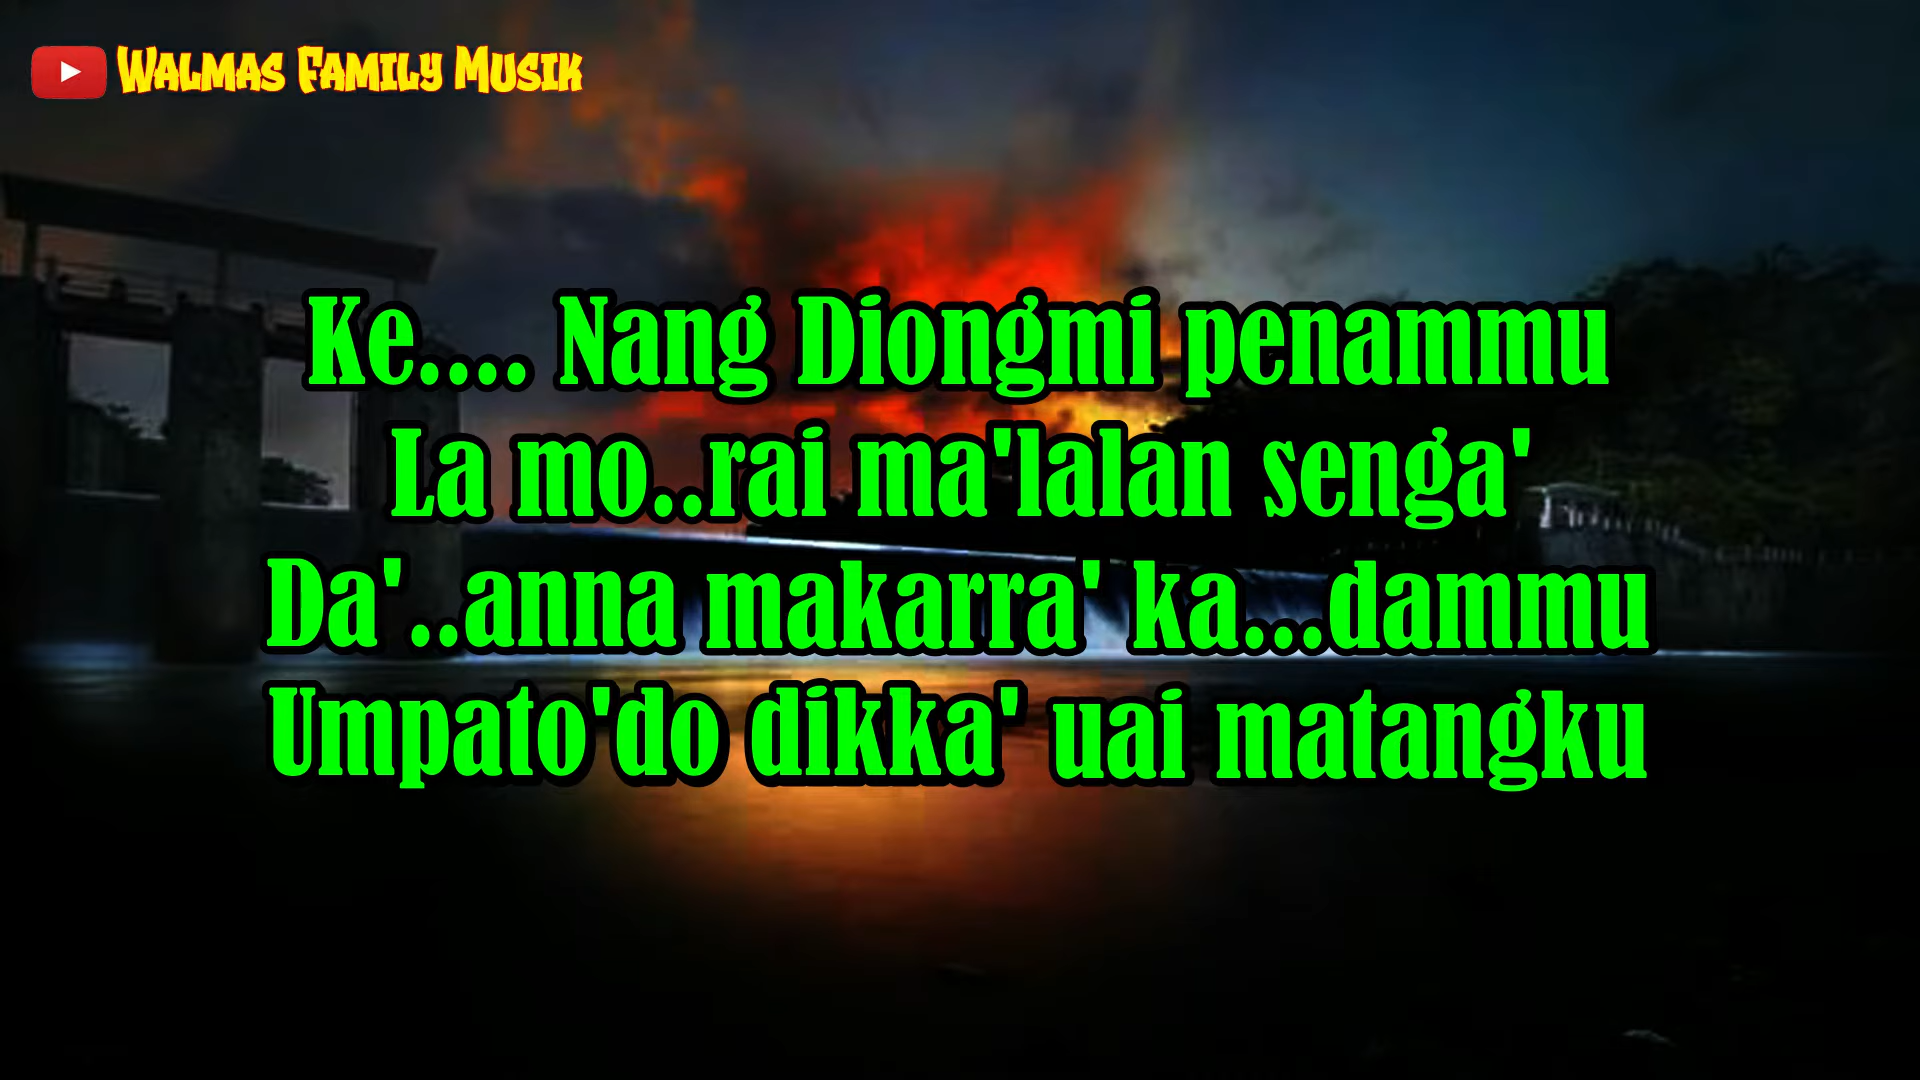 Walmas Family Musik
Ke.... Nang Diongmi penammu
La mo..rai ma'lalan senga'
Da'..anna makarra' ka...dammu
Umpato'do dikka' uai matangku